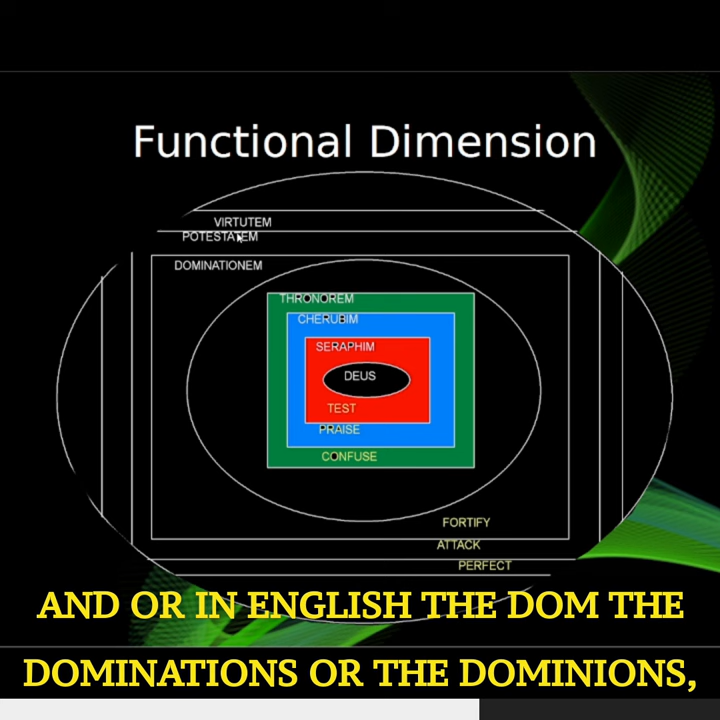 Functional Dimension
VIRTUTEM
POTESTATEM
DOMINATIONEM
THRONOREM
CHERUBIM
SERAPHIM
DEUS
TEST
PRAISE
CONFUSE
FORTIFY
ATTACK
PERFECT
AND OR IN ENGLISH THE DOM THE
DOMINATIONS OR THE DOMINIONS,